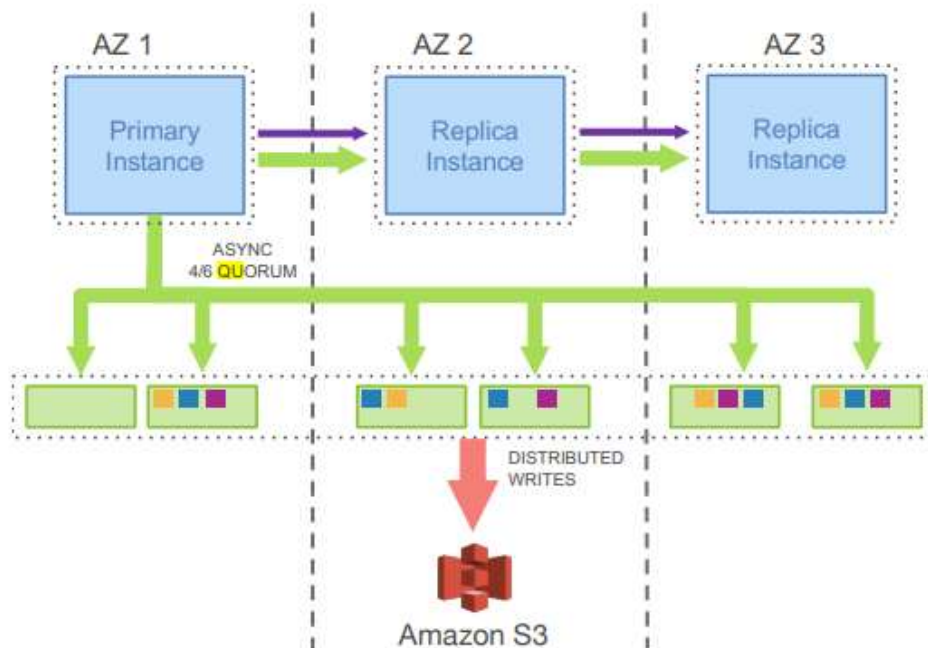 AZ 1
AZ 2
AZ 3
Primary
Instance
Replica
Instance
Replica
Instance
ASYNC
4/6 QUORUM
DISTRIBUTED
WRITES
Amazon S3